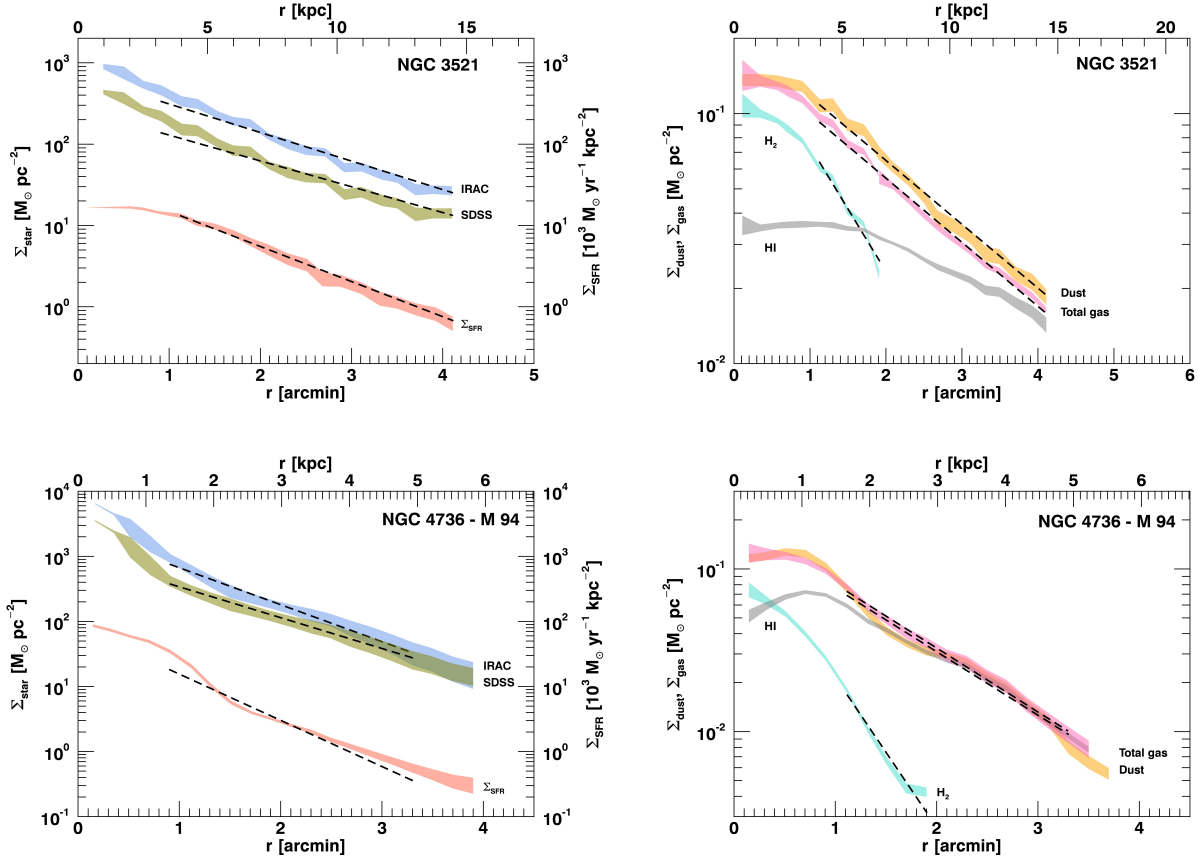 r [kpc]
0 5 10 15
NGC 3521
10³
10²
10¹
10⁰
Σstar [M⊙ pc−2]
IRAC
SDSS
ΣSFR
10³
10²
10¹
10⁰
ΣSFR [10³ M⊙ yr−1 kpc−2]
0 1 2 3 4 5
r [arcmin]
r [kpc]
0 5 10 15 20
NGC 3521
10−1
10−2
Σdust, Σgas [M⊙ pc−2]
H2
HI
Dust
Total gas
0 1 2 3 4 5 6
r [arcmin]
r [kpc]
0 1 2 3 4 5 6
NGC 4736 - M 94
10⁴
10³
10²
10¹
10⁰
10−1
Σstar [M⊙ pc−2]
IRAC
SDSS
ΣSFR
10⁴
10³
10²
10¹
10⁰
10−1
ΣSFR [10³ M⊙ yr−1 kpc−2]
0 1 2 3 4
r [arcmin]
r [kpc]
0 1 2 3 4 5 6
NGC 4736 - M 94
10−1
10−2
Σdust, Σgas [M⊙ pc−2]
HI
Total gas
Dust
H2
0 1 2 3 4
r [arcmin]